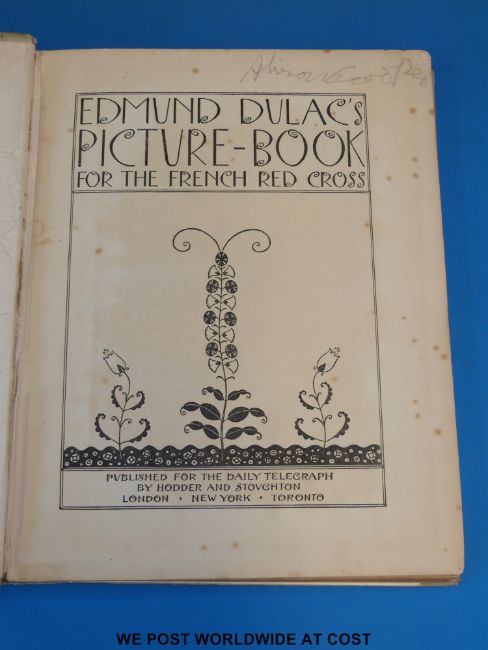 EDMUND DULAC'S
PICTURE-BOOK
FOR THE FRENCH RED CROSS
PUBLISHED FOR THE DAILY TELEGRAPH
BY HODDER AND STOUGHTON
LONDON · NEW YORK · TORONTO
WE POST WORLDWIDE AT COST